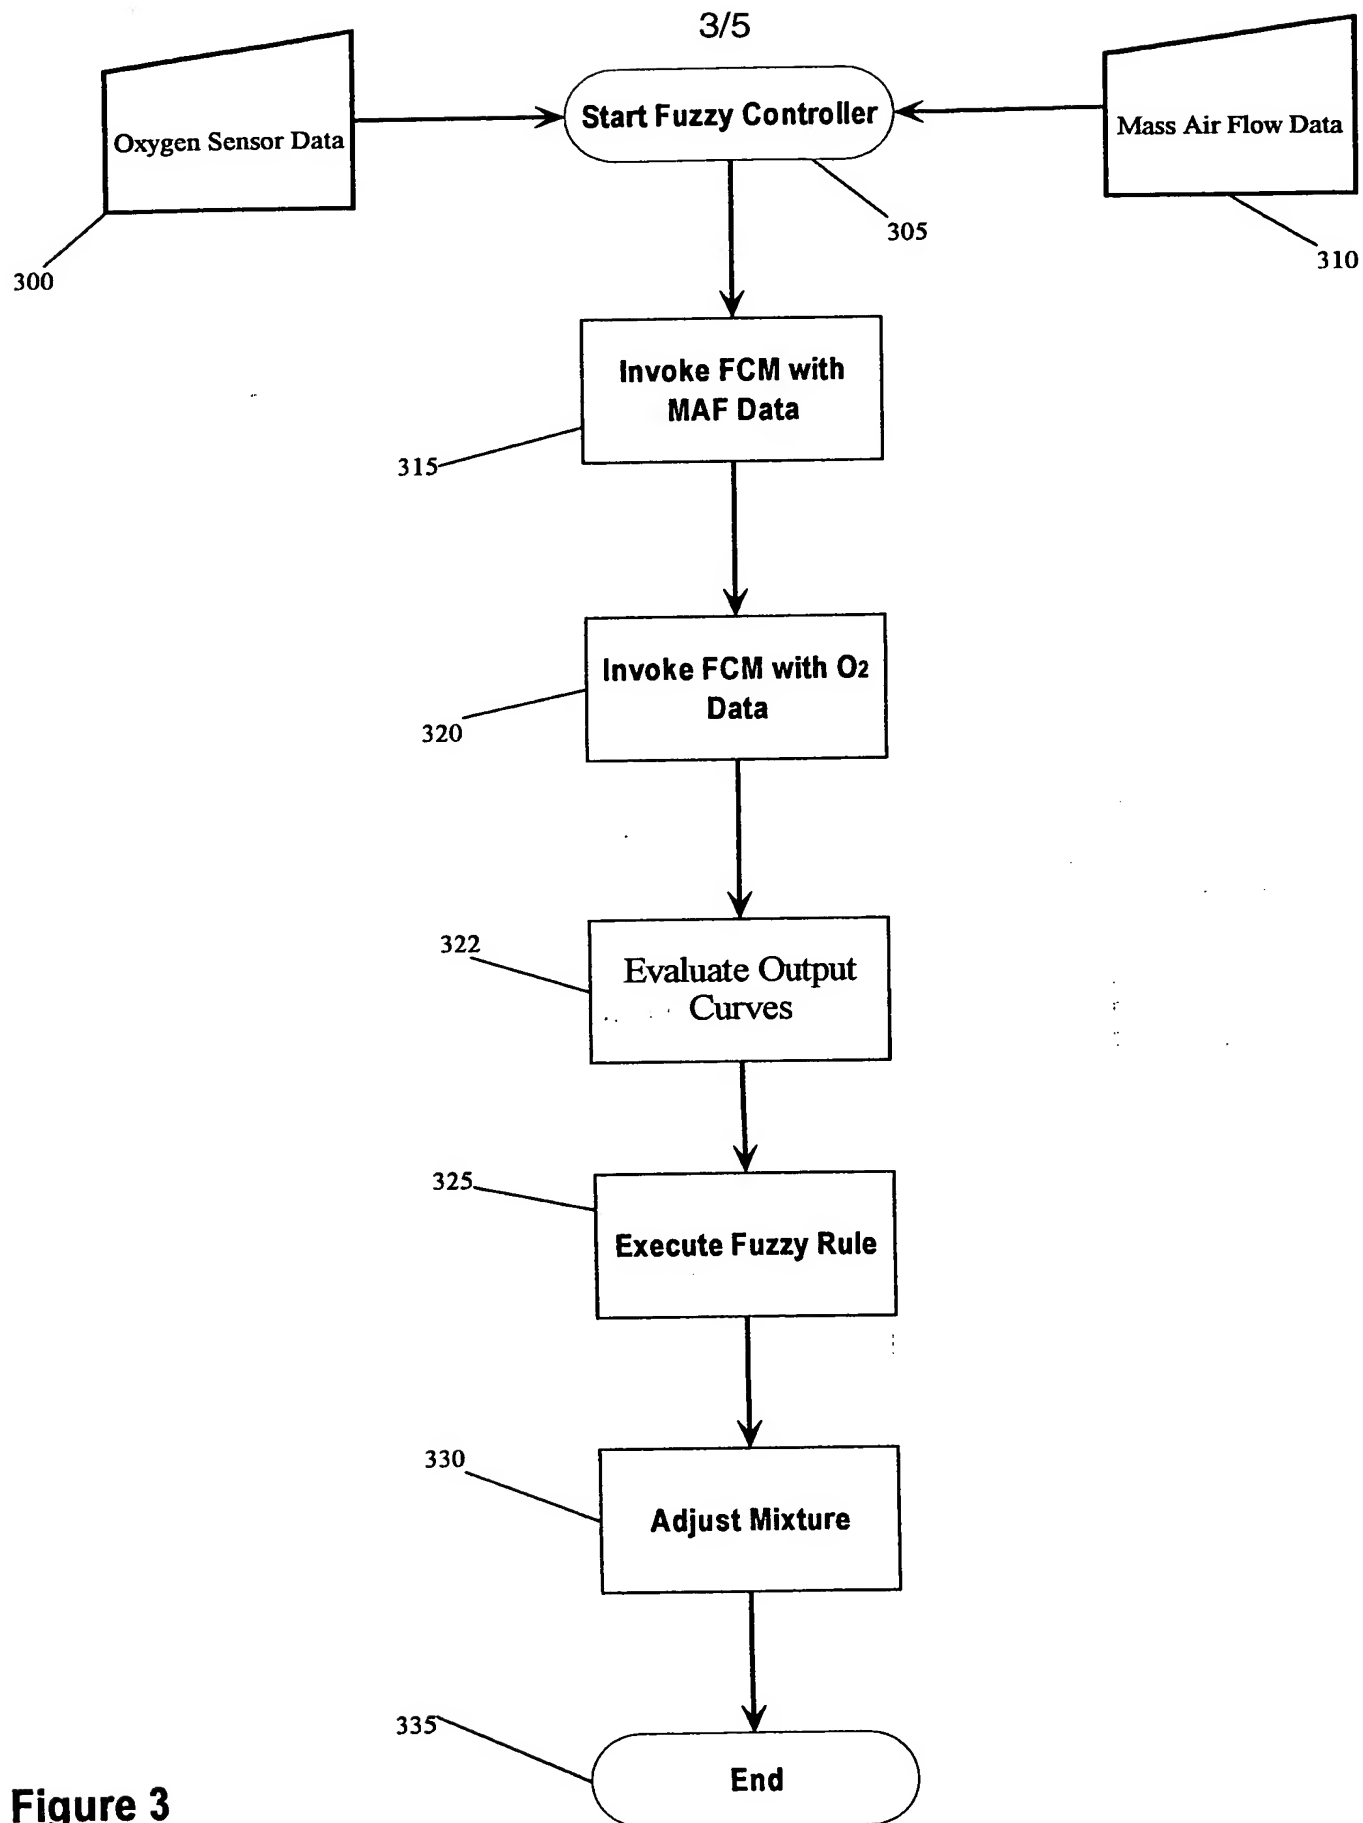 3/5
Oxygen Sensor Data
Start Fuzzy Controller
Mass Air Flow Data
300
305
310
Invoke FCM with
MAF Data
315
Invoke FCM with O2
Data
320
322
Evaluate Output
Curves
325
Execute Fuzzy Rule
330
Adjust Mixture
335
End
Figure 3